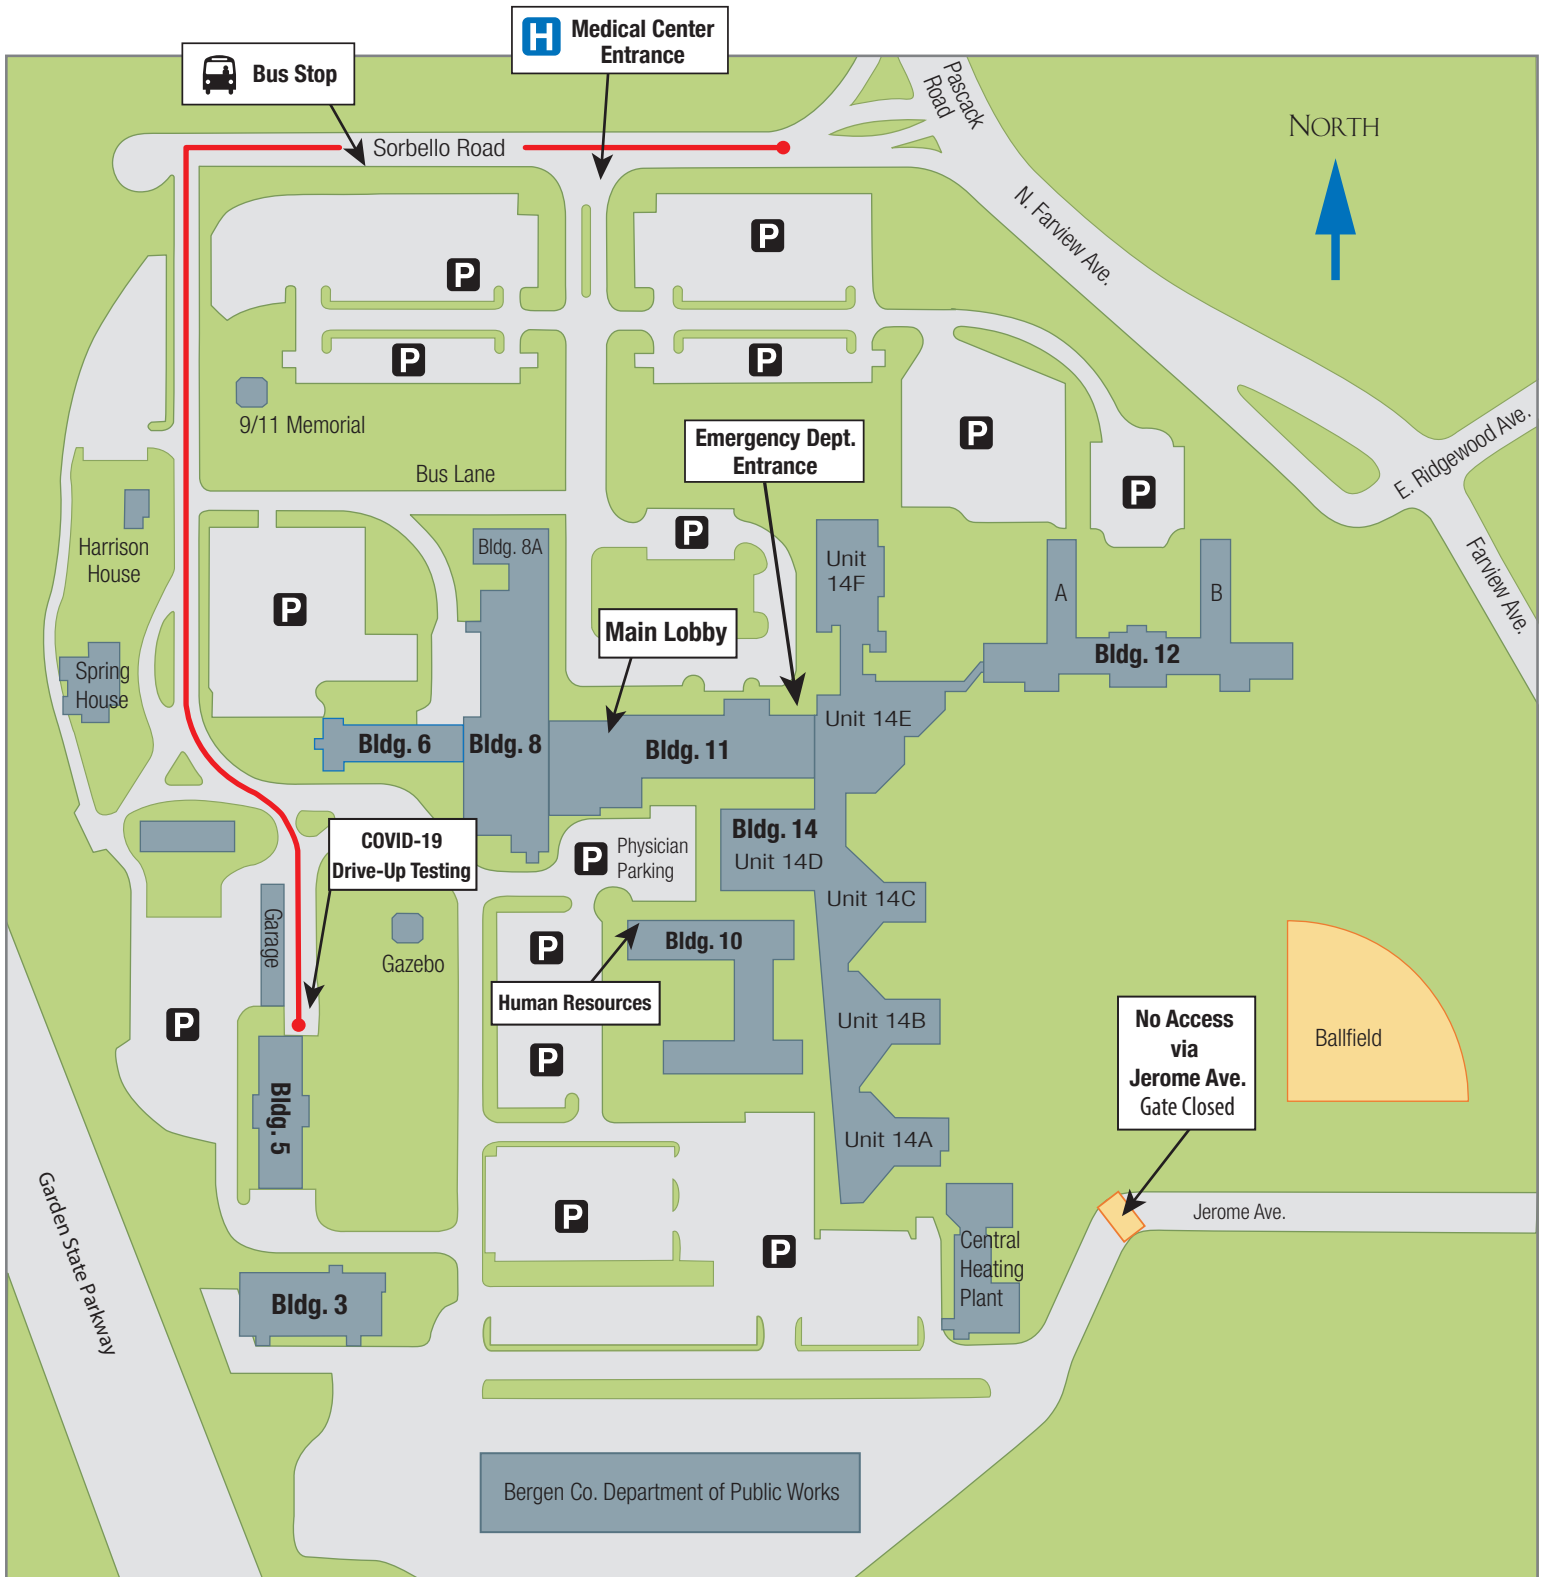 H Medical Center
Entrance
Bus Stop
Pascack
Road
NORTH
Sorbello Road
N. Farview Ave.
P
P
P
P
9/11 Memorial
Emergency Dept.
Entrance
P
E. Ridgewood Ave.
Bus Lane
P
P
Bldg. 8A
Harrison
House
Unit
14F
Farview Ave.
A
B
P
Main Lobby
Bldg. 12
Spring
House
Unit 14E
Bldg. 6
Bldg. 8
Bldg. 11
COVID-19
Drive-Up Testing
Bldg. 14
Unit 14D
P
Physician
Parking
Unit 14C
Garage
Gazebo
P
Bldg. 10
Human Resources
P
Unit 14B
No Access
via
Jerome Ave.
Gate Closed
Ballfield
P
Bldg. 5
Unit 14A
Garden State Parkway
P
P
Jerome Ave.
Central
Heating
Plant
Bldg. 3
Bergen Co. Department of Public Works